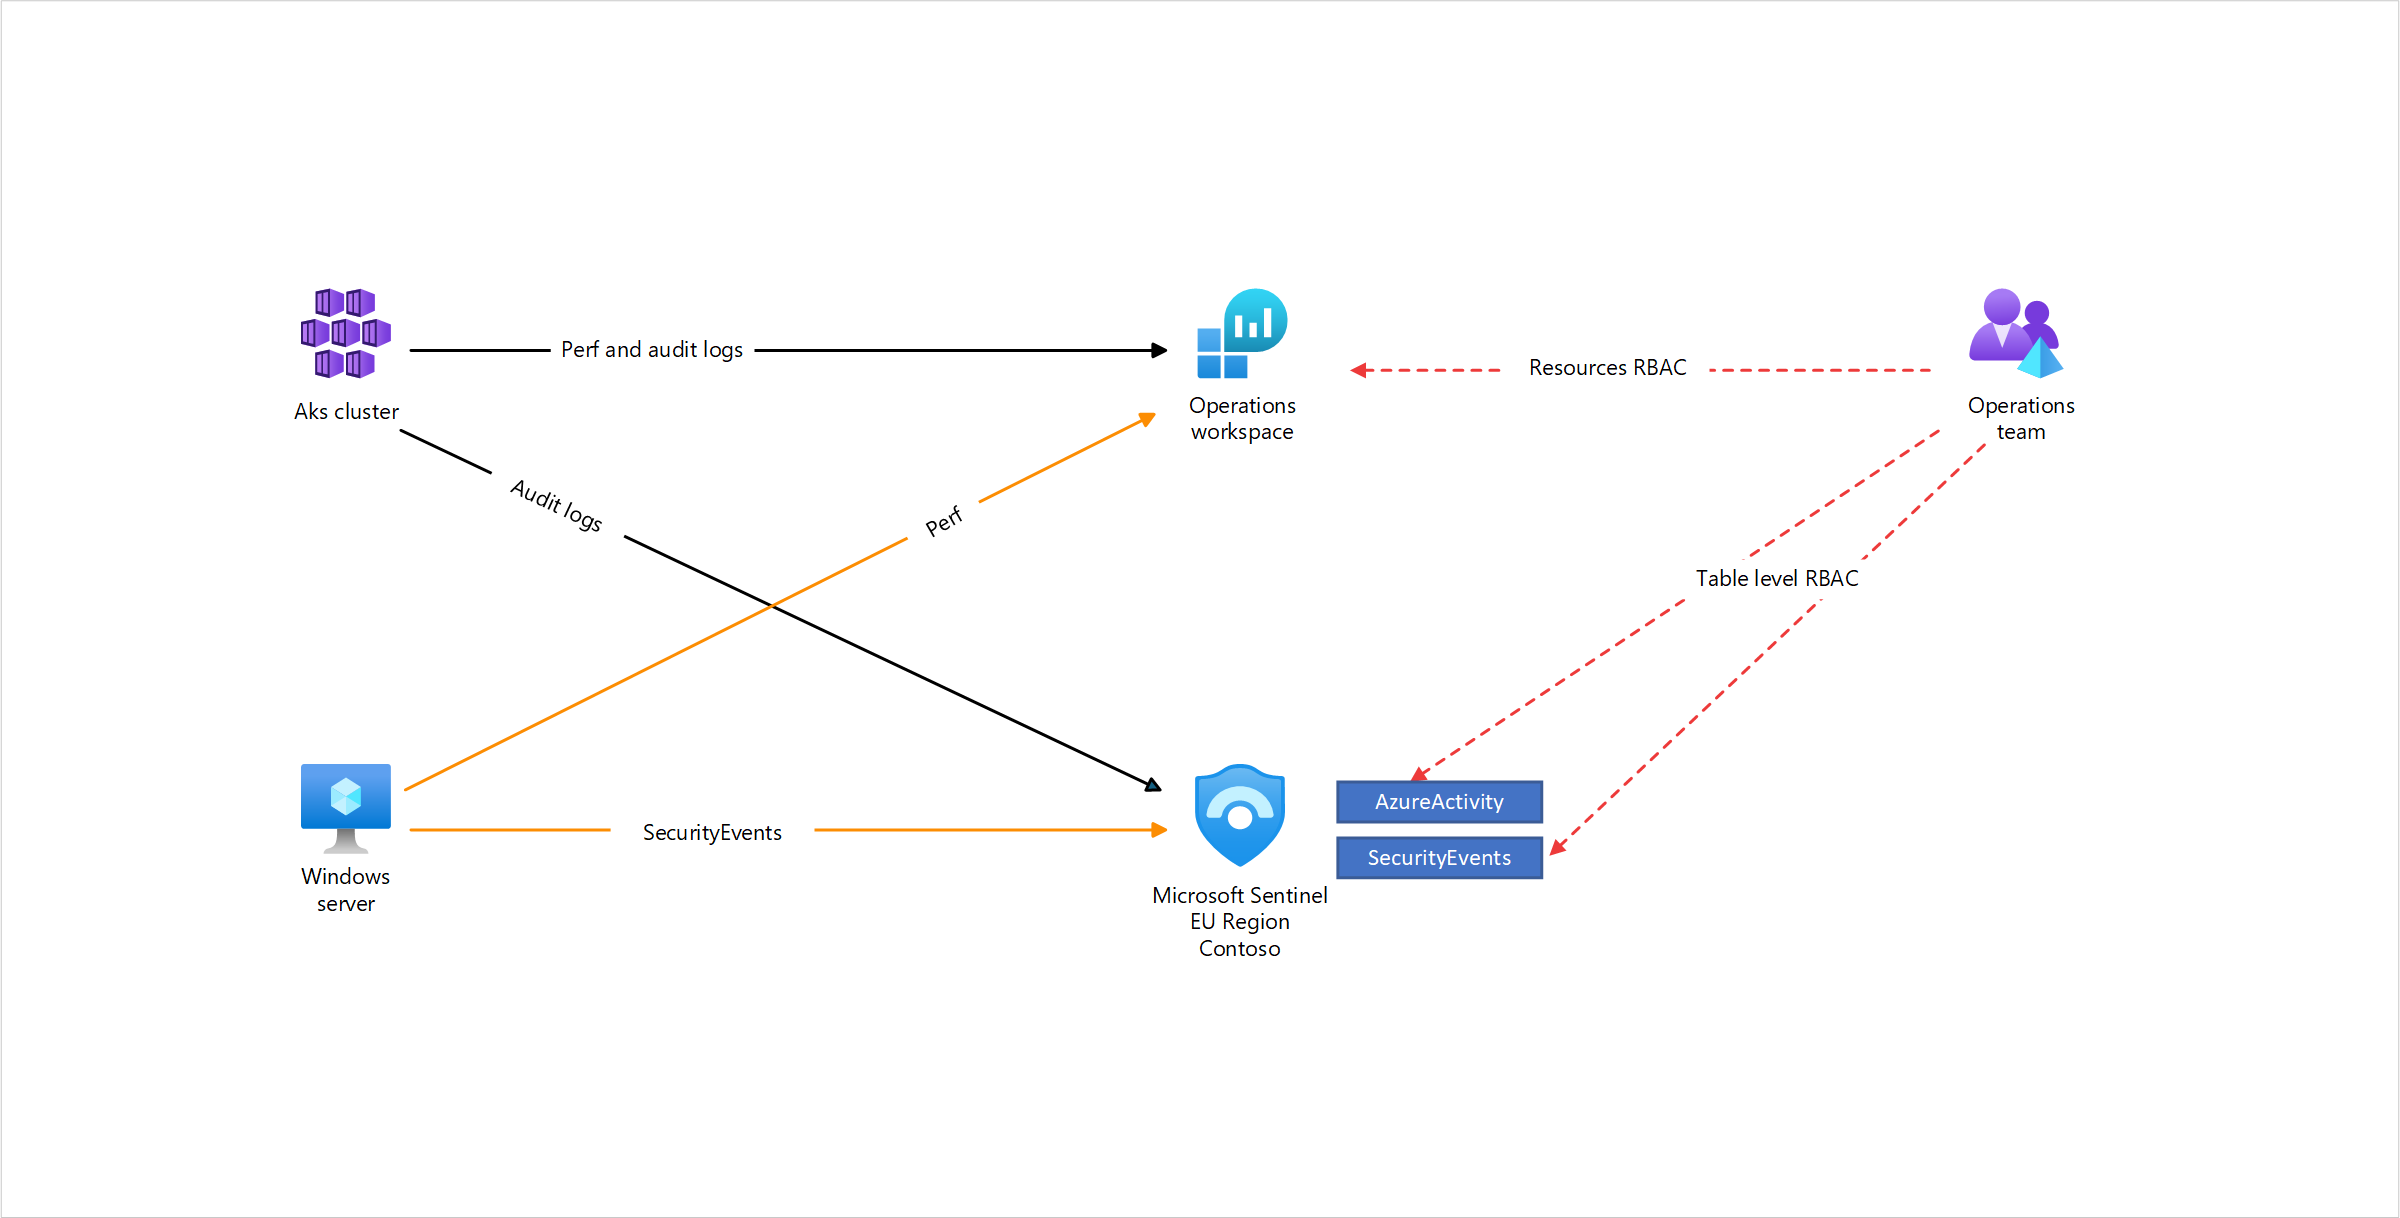 Perf and audit logs
Resources RBAC
Aks cluster
Operations
workspace
Operations
team
Audit logs
Perf
Table level RBAC
AzureActivity
SecurityEvents
SecurityEvents
Windows
server
Microsoft Sentinel
EU Region
Contoso